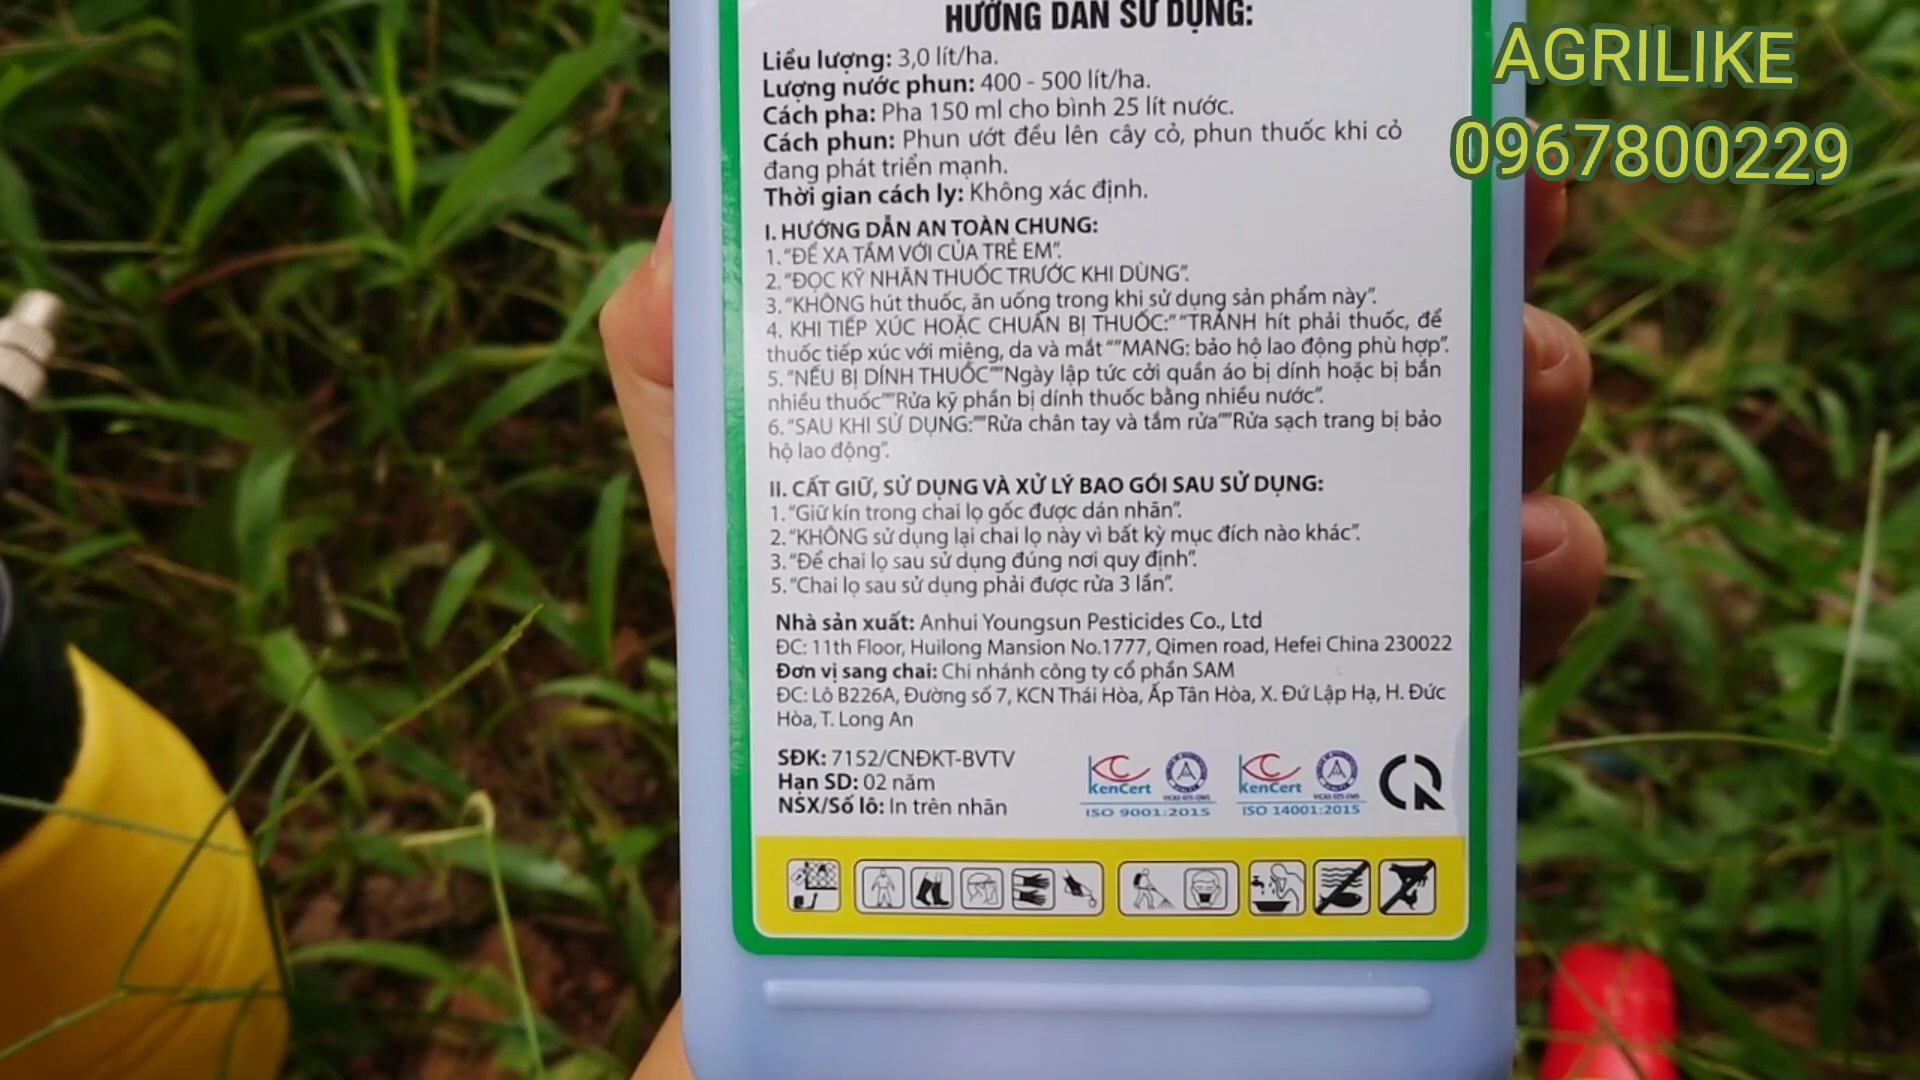 HƯỚNG DẪN SỬ DỤNG:
Liều lượng: 3,0 lít/ha.
Lượng nước phun: 400 - 500 lít/ha.
Cách pha: Pha 150 ml cho bình 25 lít nước.
Cách phun: Phun ướt đều lên cây cỏ, phun thuốc khi cỏ
đang phát triển mạnh.
Thời gian cách ly: Không xác định.
I. HƯỚNG DẪN AN TOÀN CHUNG:
1. “ĐỂ XA TẦM VỚI CỦA TRẺ EM”.
2. “ĐỌC KỸ NHÃN THUỐC TRƯỚC KHI DÙNG”.
3. “KHÔNG hút thuốc, ăn uống trong khi sử dụng sản phẩm này”.
4. KHI TIẾP XÚC HOẶC CHUẨN BỊ THUỐC:” “TRÁNH hít phải thuốc, để
thuốc tiếp xúc với miệng, da và mắt “”MANG: bảo hộ lao động phù hợp”.
5. “NẾU BỊ DÍNH THUỐC””Ngày lập tức cởi quần áo bị dính hoặc bị bắn
nhiều thuốc””Rửa kỹ phần bị dính thuốc bằng nhiều nước”.
6. “SAU KHI SỬ DỤNG:””Rửa chân tay và tắm rửa””Rửa sạch trang bị bảo
hộ lao động”.
II. CẤT GIỮ, SỬ DỤNG VÀ XỬ LÝ BAO GÓI SAU SỬ DỤNG:
1. “Giữ kín trong chai lọ gốc được dán nhãn”.
2. “KHÔNG sử dụng lại chai lọ này vì bất kỳ mục đích nào khác”.
3. “Để chai lọ sau sử dụng đúng nơi quy định”.
5. “Chai lọ sau sử dụng phải được rửa 3 lần”.
Nhà sản xuất: Anhui Youngsun Pesticides Co., Ltd
ĐC: 11th Floor, Huilong Mansion No.1777, Qimen road, Hefei China 230022
Đơn vị sang chai: Chi nhánh công ty cổ phần SAM
ĐC: Lô B226A, Đường số 7, KCN Thái Hòa, Ấp Tân Hòa, X. Đứ Lập Hạ, H. Đức
Hòa, T. Long An
SĐK: 7152/CNĐKT-BVTV
Hạn SD: 02 năm
NSX/Số lô: In trên nhãn
KenCert
ISO 9001:2015
KenCert
ISO 14001:2015
AGRILIKE
0967800229